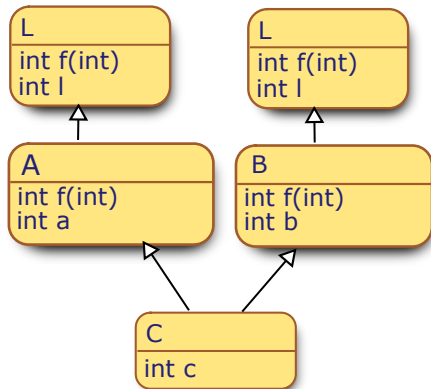 L
int f(int)
int l
L
int f(int)
int l
A
int f(int)
int a
B
int f(int)
int b
C
int c